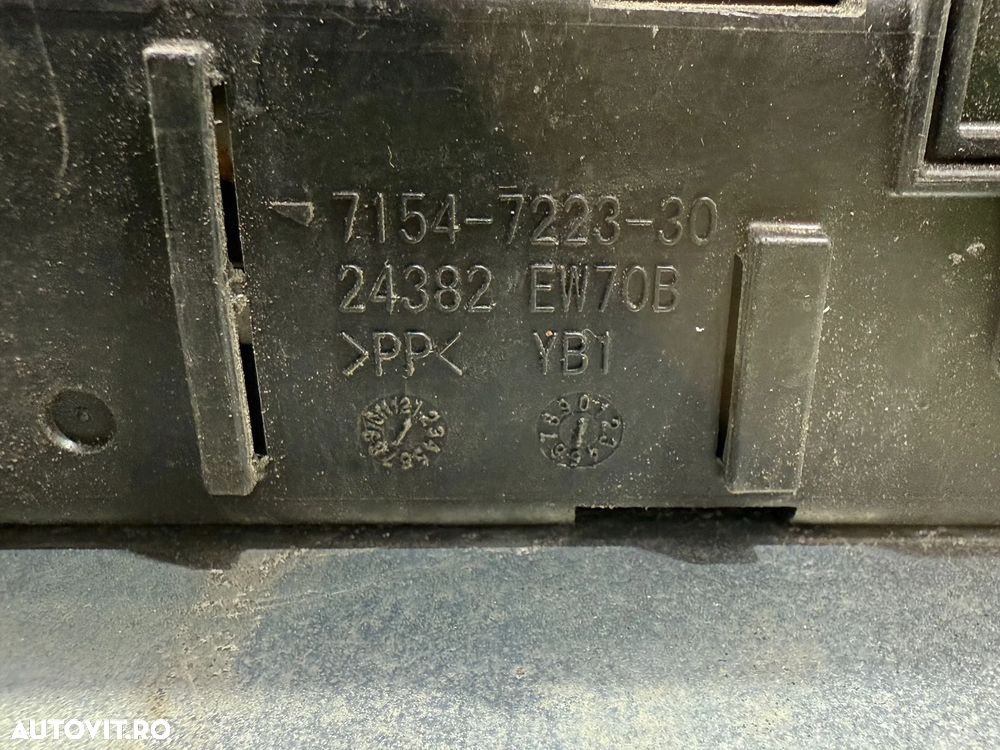 7154-7223-30
24382 EW70B
>PP< YB1
AUTOVIT.RO